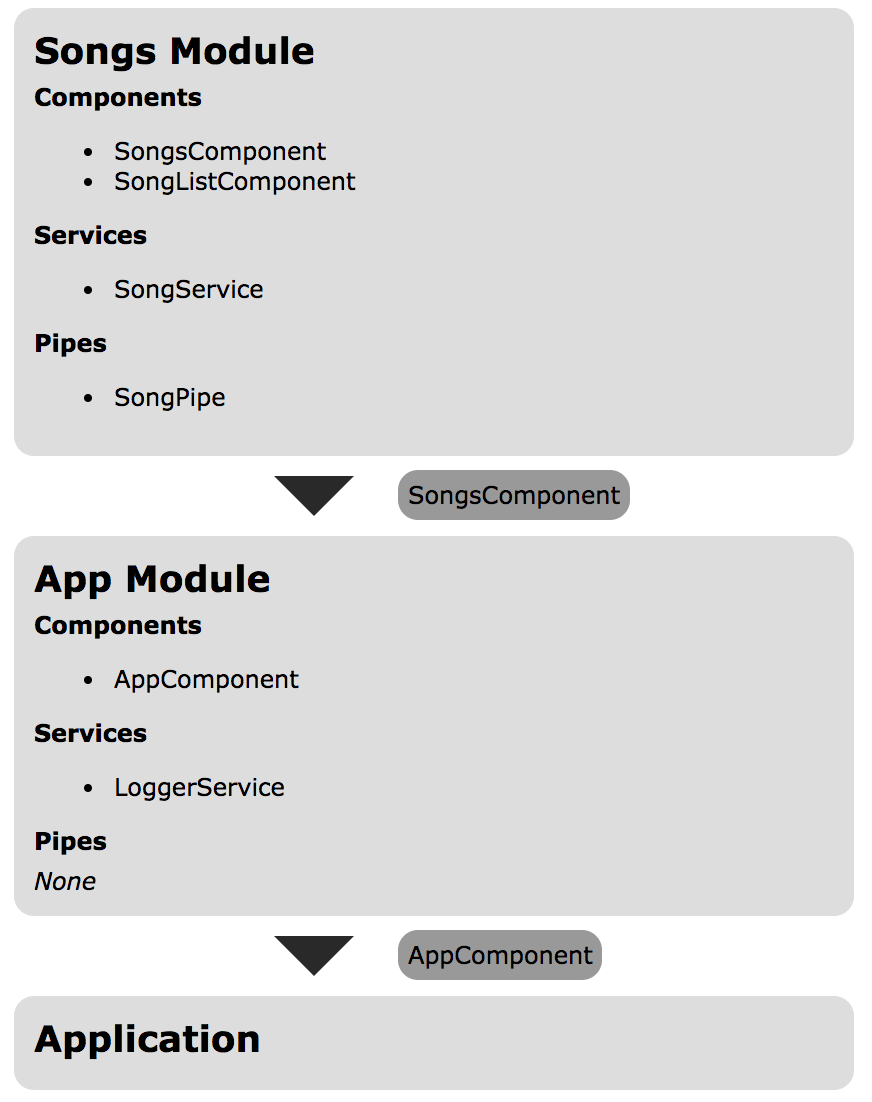 Songs Module
Components
• SongsComponent
• SongListComponent
Services
• SongService
Pipes
• SongPipe
SongsComponent
App Module
Components
• AppComponent
Services
• LoggerService
Pipes
None
AppComponent
Application